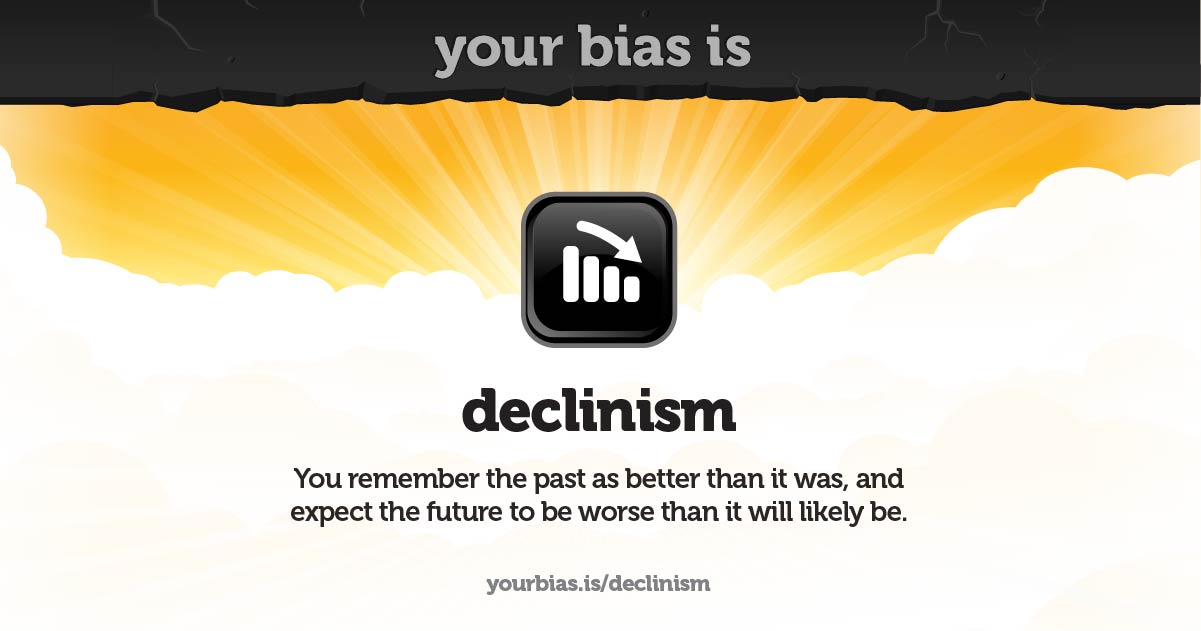 your bias is
declinism
You remember the past as better than it was, and
expect the future to be worse than it will likely be.
yourbias.is/declinism